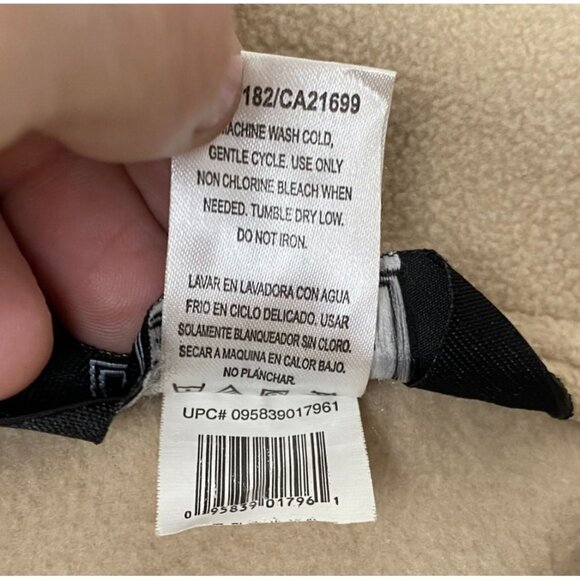 182/CA21699
MACHINE WASH COLD,
GENTLE CYCLE. USE ONLY
NON CHLORINE BLEACH WHEN
NEEDED. TUMBLE DRY LOW.
DO NOT IRON.
LAVAR EN LAVADORA CON AGUA
FRIO EN CICLO DELICADO. USAR
SOLAMENTE BLANQUEADOR SIN CLORO.
SECAR A MAQUINA EN CALOR BAJO.
NO PLANCHAR.
UPC# 095839017961
0 95839 01796 1